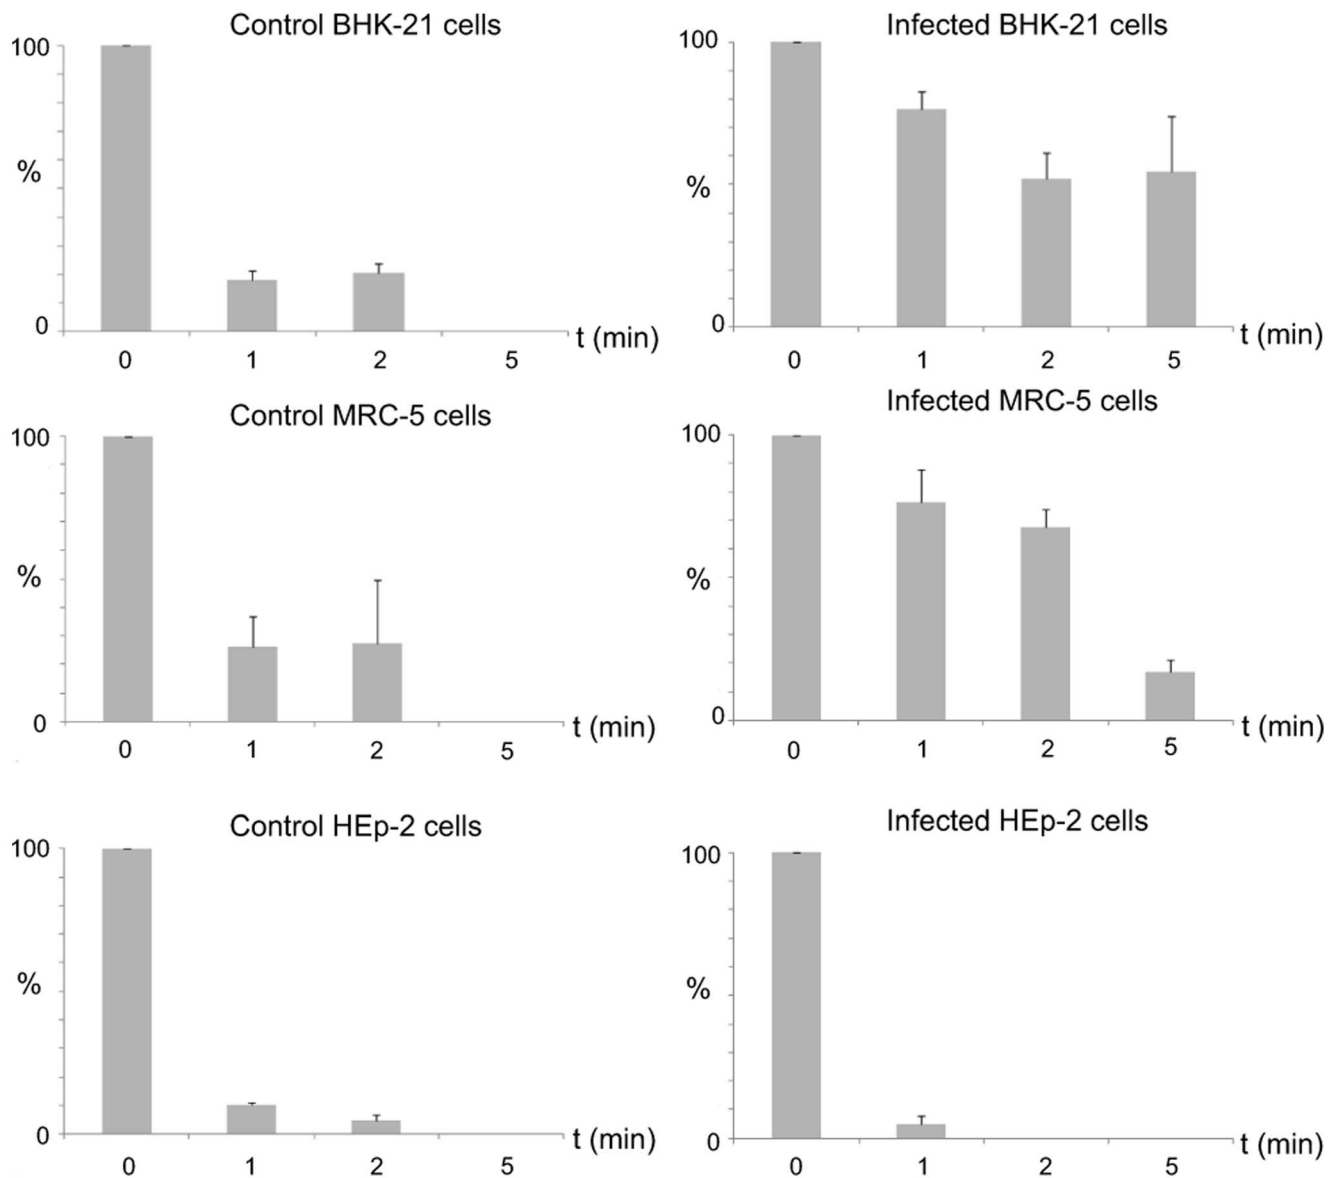 Control BHK-21 cells
100
%
0
t (min)
0 1 2 5
Infected BHK-21 cells
100
%
0
t (min)
0 1 2 5
Control MRC-5 cells
100
%
0
t (min)
0 1 2 5
Infected MRC-5 cells
100
%
0
t (min)
0 1 2 5
Control HEp-2 cells
100
%
0
t (min)
0 1 2 5
Infected HEp-2 cells
100
%
0
t (min)
0 1 2 5